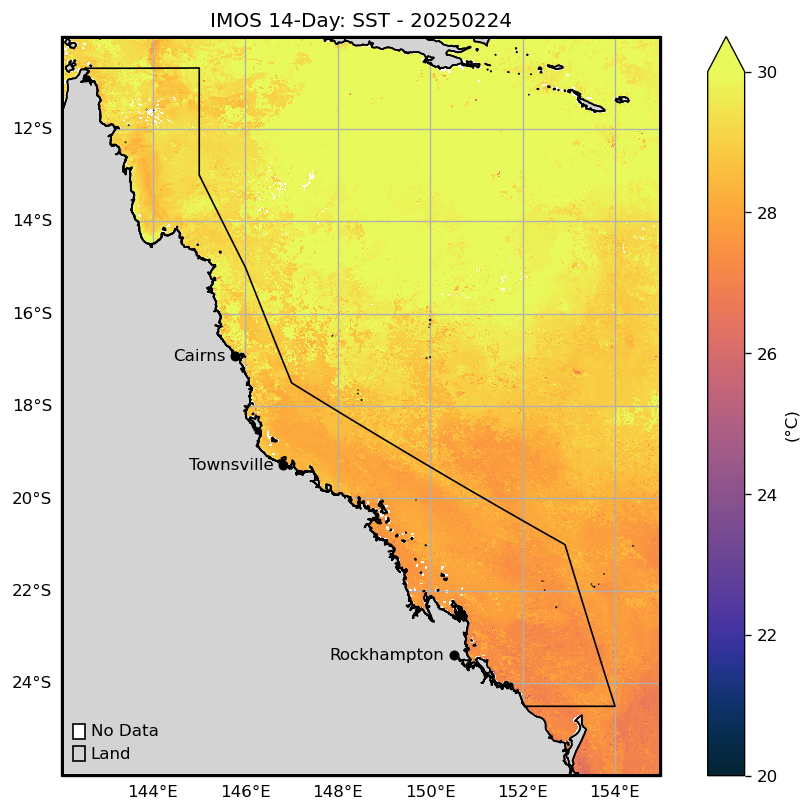 IMOS 14-Day: SST - 20250224
12°S
14°S
16°S
18°S
20°S
22°S
24°S
Cairns
Townsville
Rockhampton
No Data
Land
144°E 146°E 148°E 150°E 152°E 154°E
30
28
26
24
22
20
(°C)